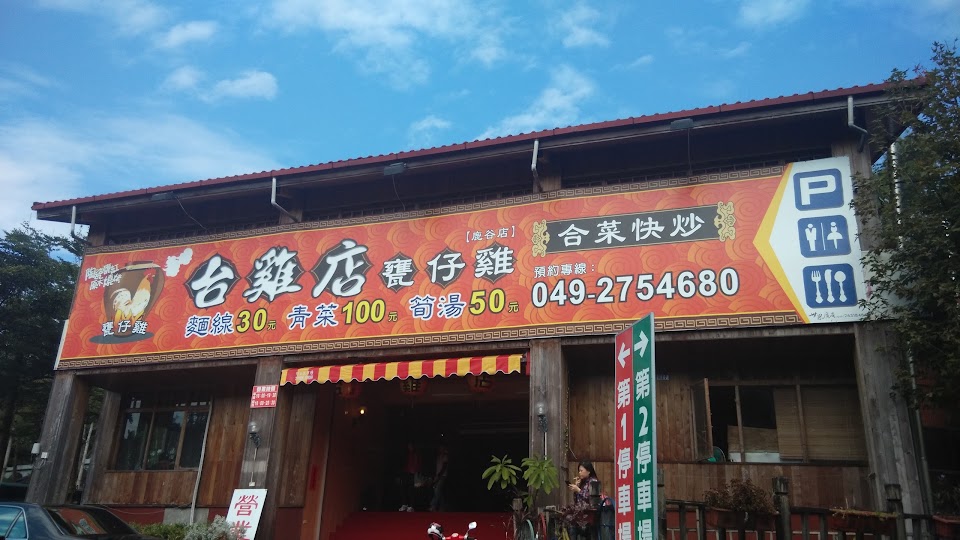 【鹿谷店】
台雞店 甕仔雞
合菜快炒
預約專線：
049-2754680
麵線30元 青菜100元 筍湯50元
甕仔雞
P
雞 店
營業
←第1停車場
→第2停車場